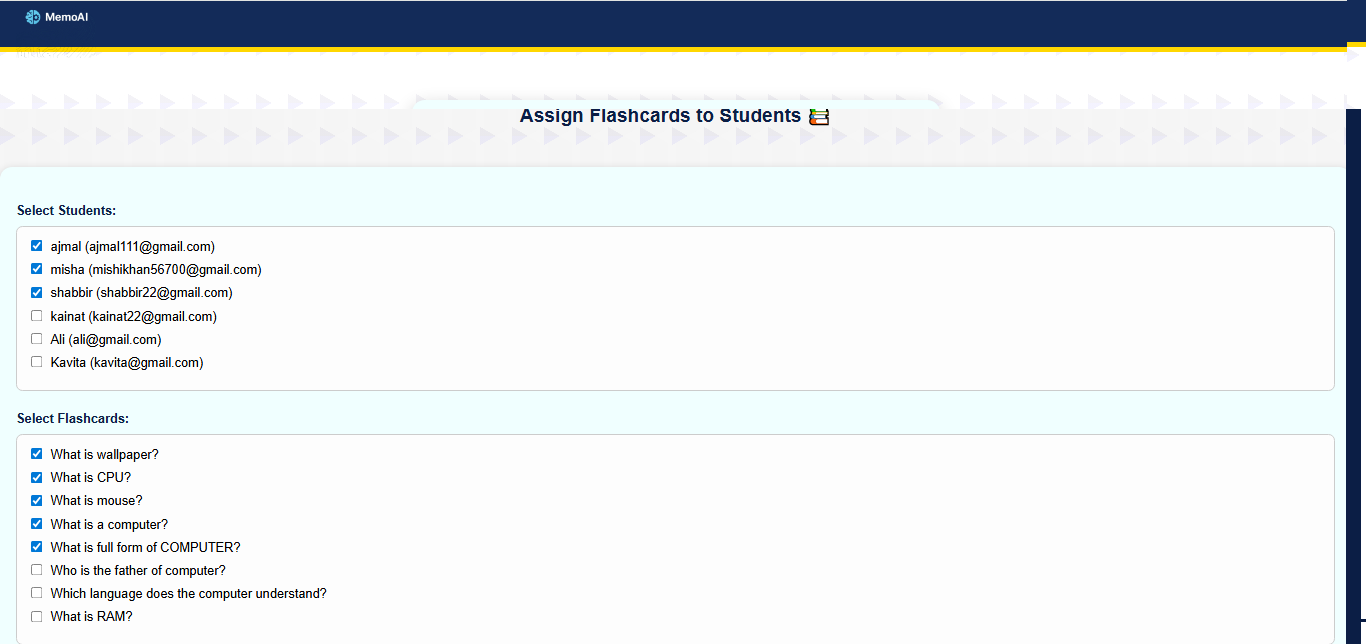 MemoAI
Assign Flashcards to Students
Select Students:
ajmal (ajmal111@gmail.com)
misha (mishikhan56700@gmail.com)
shabbir (shabbir22@gmail.com)
kainat (kainat22@gmail.com)
Ali (ali@gmail.com)
Kavita (kavita@gmail.com)
Select Flashcards:
What is wallpaper?
What is CPU?
What is mouse?
What is a computer?
What is full form of COMPUTER?
Who is the father of computer?
Which language does the computer understand?
What is RAM?